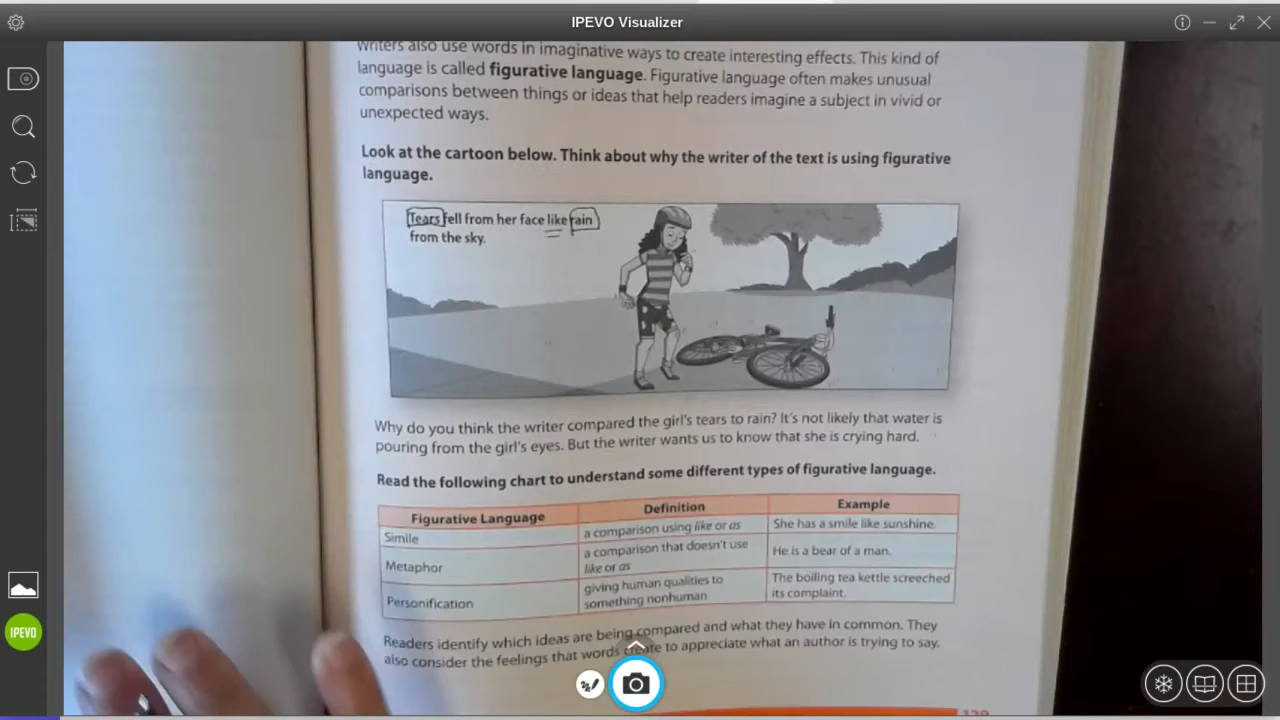 IPEVO Visualizer
Writers also use words in imaginative ways to create interesting effects. This kind of
language is called figurative language. Figurative language often makes unusual
comparisons between things or ideas that help readers imagine a subject in vivid or
unexpected ways.
Look at the cartoon below. Think about why the writer of the text is using figurative
language.
Tears fell from her face like rain
from the sky.
Why do you think the writer compared the girl's tears to rain? It's not likely that water is
pouring from the girl's eyes. But the writer wants us to know that she is crying hard.
Read the following chart to understand some different types of figurative language.
Figurative Language Definition Example
Simile a comparison using like or as She has a smile like sunshine.
Metaphor a comparison that doesn't use He is a bear of a man.
like or as
Personification giving human qualities to The boiling tea kettle screeched
something nonhuman its complaint.
Readers identify which ideas are being compared and what they have in common. They
also consider the feelings that words create to appreciate what an author is trying to say.
IPEVO